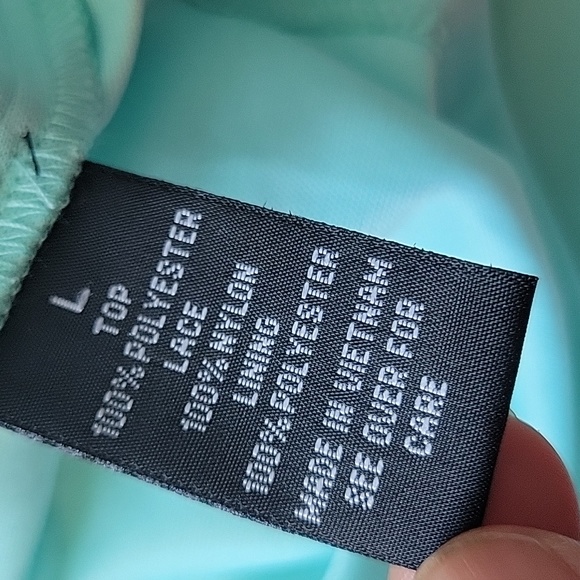 L
TOP
100% POLYESTER
LACE
100% NYLON
LINING
100% POLYESTER
MADE IN VIETNAM
SEE OVER FOR
CARE